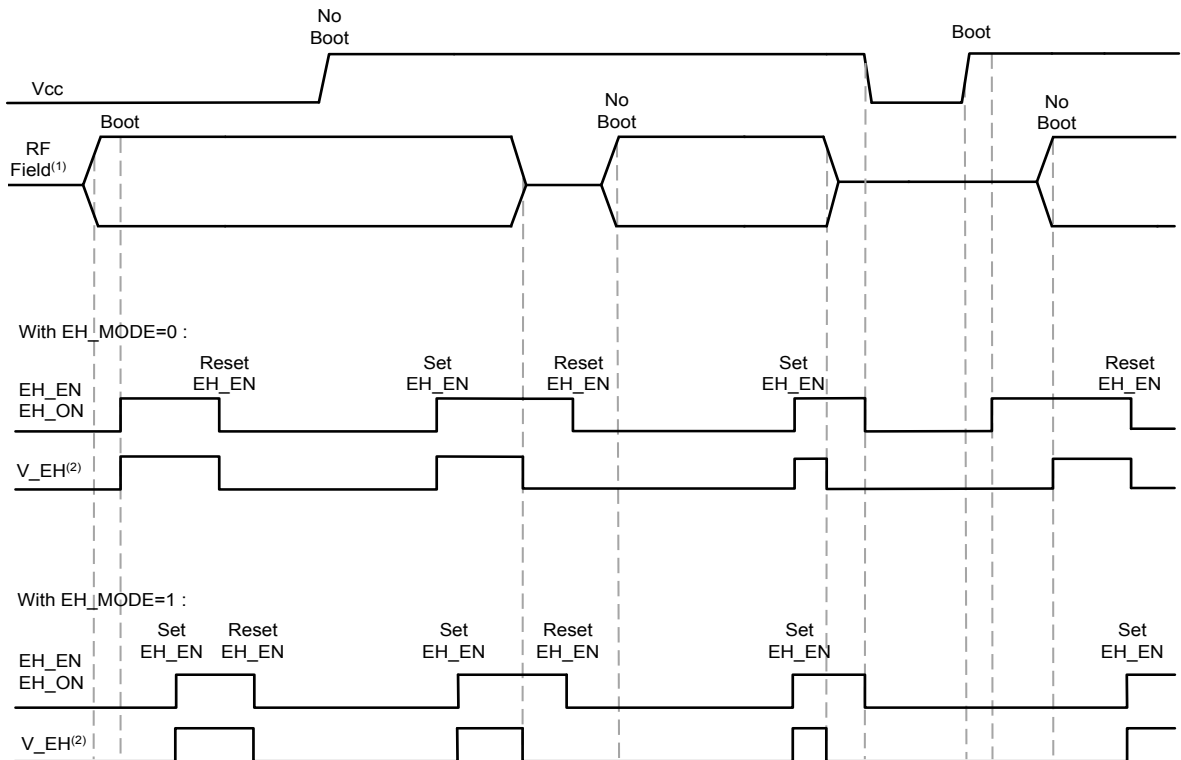 No
Boot
Boot
Vcc
Boot
No
Boot
No
Boot
RF
Field(1)
With EH_MODE=0 :
Reset
EH_EN
Set
EH_EN
Reset
EH_EN
Set
EH_EN
Reset
EH_EN
EH_EN
EH_ON
V_EH(2)
With EH_MODE=1 :
Set
EH_EN
Reset
EH_EN
Set
EH_EN
Reset
EH_EN
Set
EH_EN
Set
EH_EN
EH_EN
EH_ON
V_EH(2)